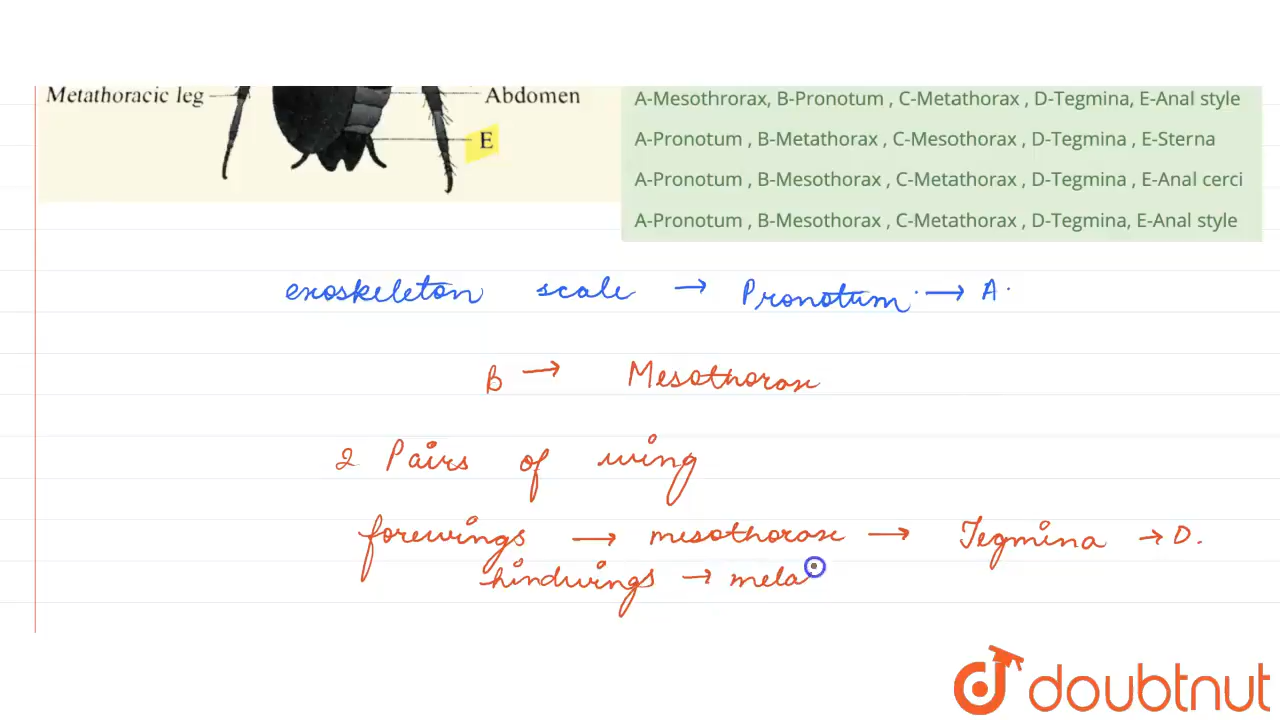 Metathoracic leg
Abdomen
E
A-Mesothrorax, B-Pronotum , C-Metathorax , D-Tegmina, E-Anal style
A-Pronotum , B-Metathorax , C-Mesothorax , D-Tegmina , E-Sterna
A-Pronotum , B-Mesothorax , C-Metathorax , D-Tegmina , E-Anal cerci
A-Pronotum , B-Mesothorax , C-Metathorax , D-Tegmina, E-Anal style
exoskeleton scale → Pronotum. → A.
B → Mesothorax
2 Pairs of wing
forewings → mesothorax → Tegmina → D.
hindwings → meta
doubtnut